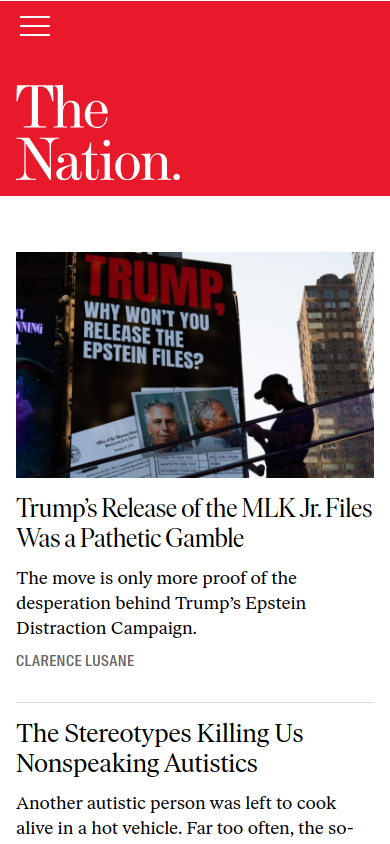 The
Nation.
TRUMP,
WHY WON'T YOU
RELEASE THE
EPSTEIN FILES?
Trump’s Release of the MLK Jr. Files
Was a Pathetic Gamble
The move is only more proof of the
desperation behind Trump’s Epstein
Distraction Campaign.
CLARENCE LUSANE
The Stereotypes Killing Us
Nonspeaking Autistics
Another autistic person was left to cook
alive in a hot vehicle. Far too often, the so-